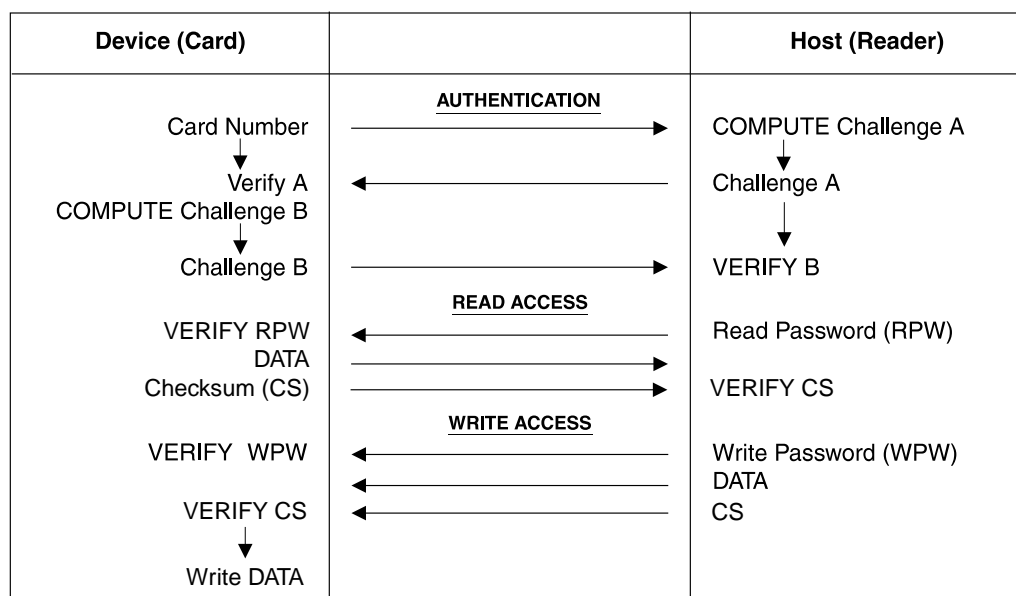 Device (Card) Host (Reader)
AUTHENTICATION
Card Number COMPUTE Challenge A
Verify A Challenge A
COMPUTE Challenge B
Challenge B VERIFY B
READ ACCESS
VERIFY RPW Read Password (RPW)
DATA
Checksum (CS) VERIFY CS
WRITE ACCESS
VERIFY WPW Write Password (WPW)
DATA
VERIFY CS CS
Write DATA